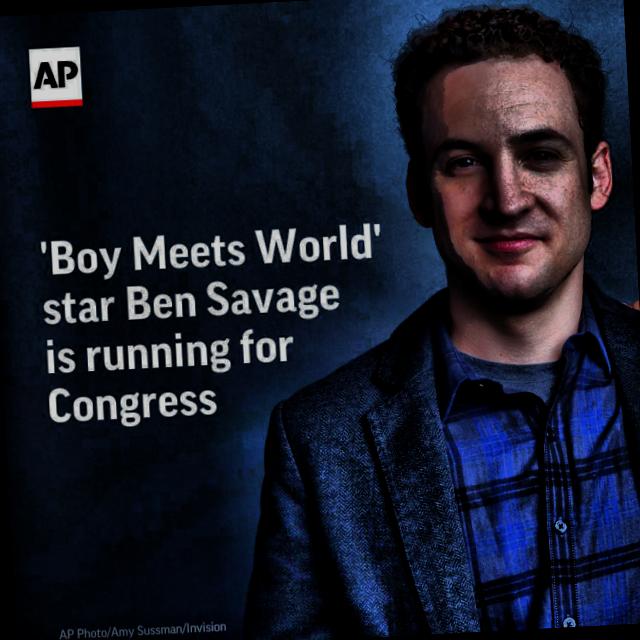 AP
'Boy Meets World'
star Ben Savage
is running for
Congress
AP Photo/Amy Sussman/Invision